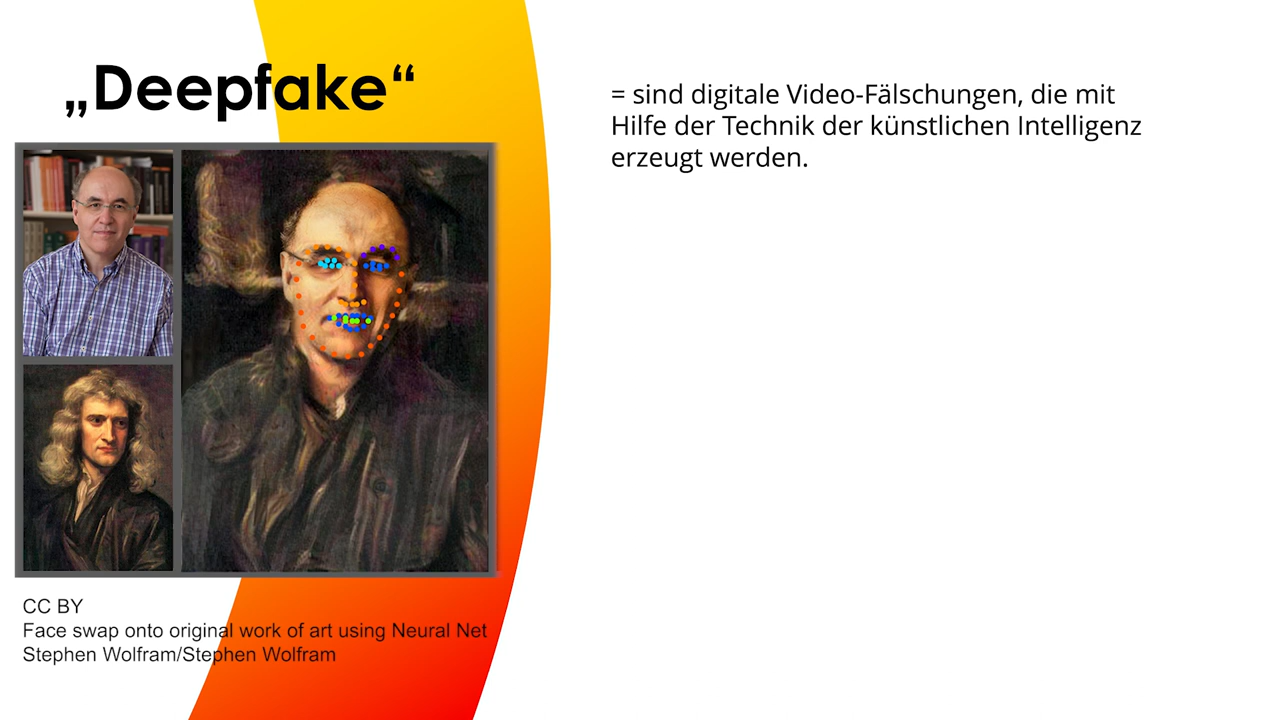 „Deepfake“
= sind digitale Video-Fälschungen, die mit
Hilfe der Technik der künstlichen Intelligenz
erzeugt werden.
CC BY
Face swap onto original work of art using Neural Net
Stephen Wolfram/Stephen Wolfram